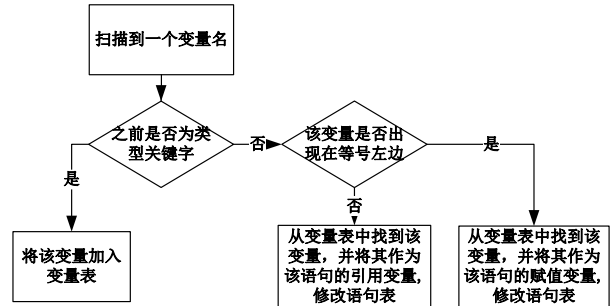 扫描到一个变量名
之前是否为类
型关键字
否
该变量是否出
现在等号左边
是
是
否
将该变量加入
变量表
从变量表中找到该
变量，并将其作为
该语句的引用变量,
修改语句表
从变量表中找到该
变量，并将其作为
该语句的赋值变量,
修改语句表